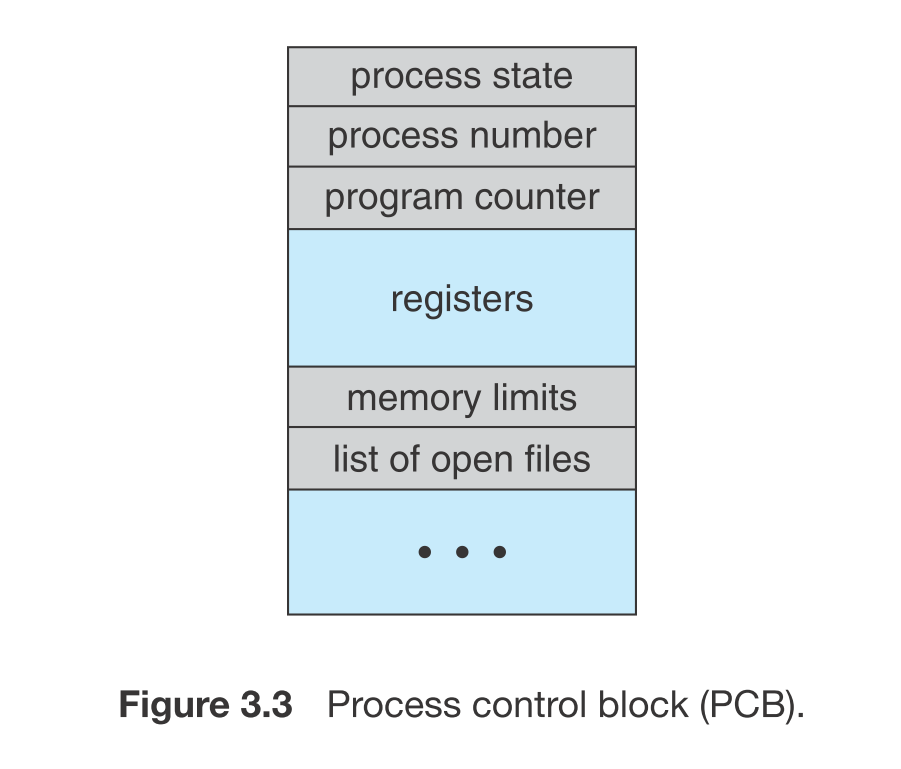 process state
process number
program counter
registers
memory limits
list of open files
• • •
Figure 3.3 Process control block (PCB).